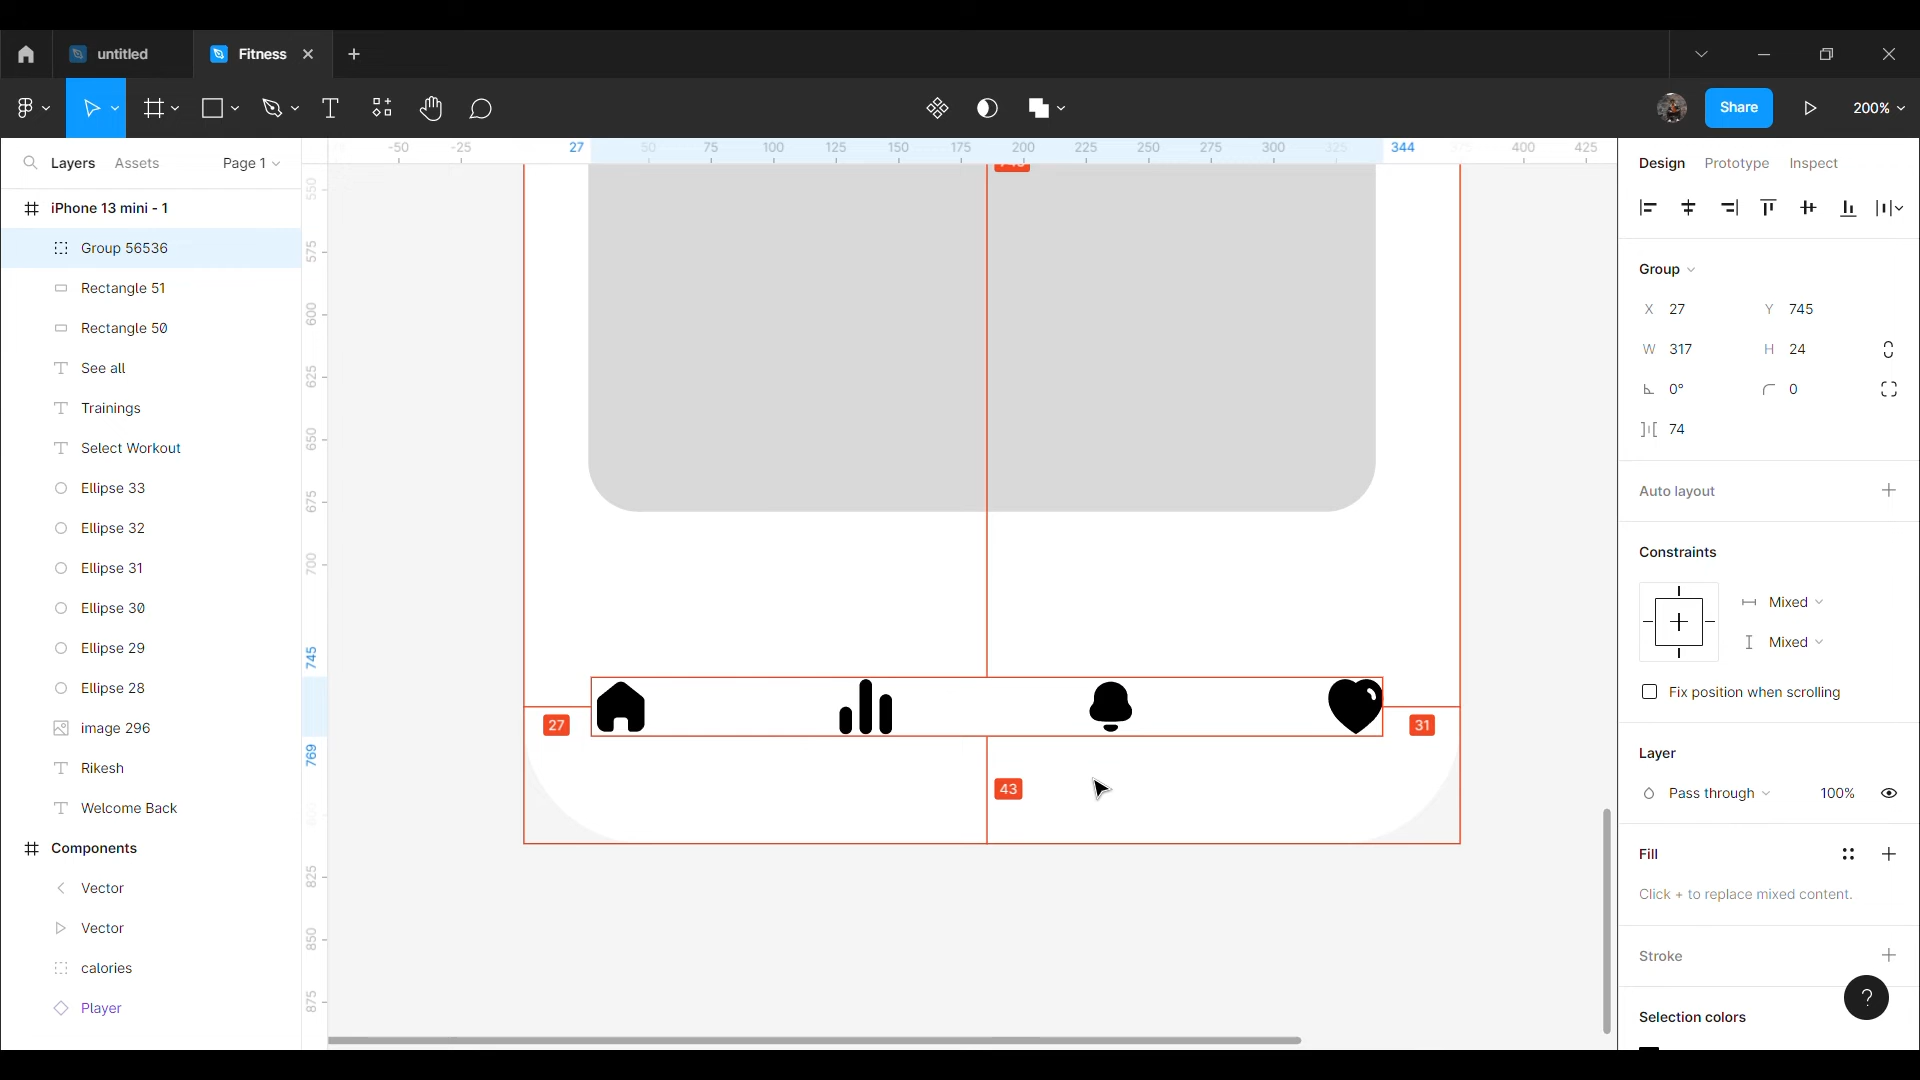 untitled
Fitness
Share
200%
Layers
Assets
Page 1
-50
-25
27
50
75
100
125
150
175
200
225
250
275
300
325
344
375
400
425
Design
Prototype
Inspect
iPhone 13 mini - 1
Group 56536
Rectangle 51
Rectangle 50
See all
Trainings
Select Workout
Ellipse 33
Ellipse 32
Ellipse 31
Ellipse 30
Ellipse 29
Ellipse 28
image 296
Rikesh
Welcome Back
Components
Vector
Vector
calories
Player
550
575
600
625
650
675
700
745
769
825
850
875
27
31
43
Group
X 27
Y 745
W 317
H 24
0°
0
74
Auto layout
Constraints
Mixed
Mixed
Fix position when scrolling
Layer
Pass through
100%
Fill
Click + to replace mixed content.
Stroke
?
Selection colors